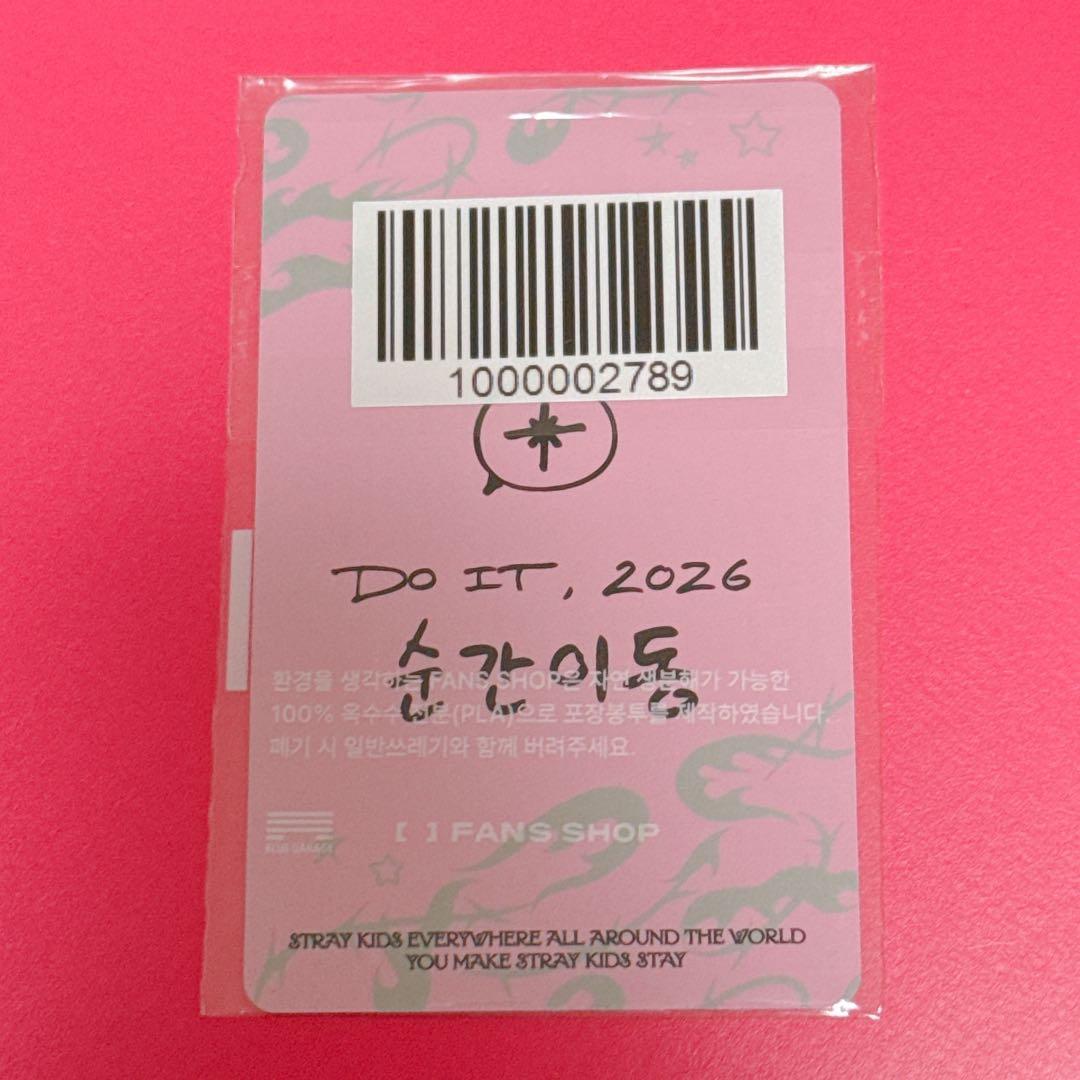 1000002789
DO IT, 2026
순간이동
환경을 생각하는 FANS SHOP은 자연 생분해가 가능한
100% 옥수수 전분(PLA)으로 포장봉투를 제작하였습니다.
폐기 시 일반쓰레기와 함께 버려주세요.
BLUE GARAGE
[ ] FANS SHOP
STRAY KIDS EVERYWHERE ALL AROUND THE WORLD
YOU MAKE STRAY KIDS STAY